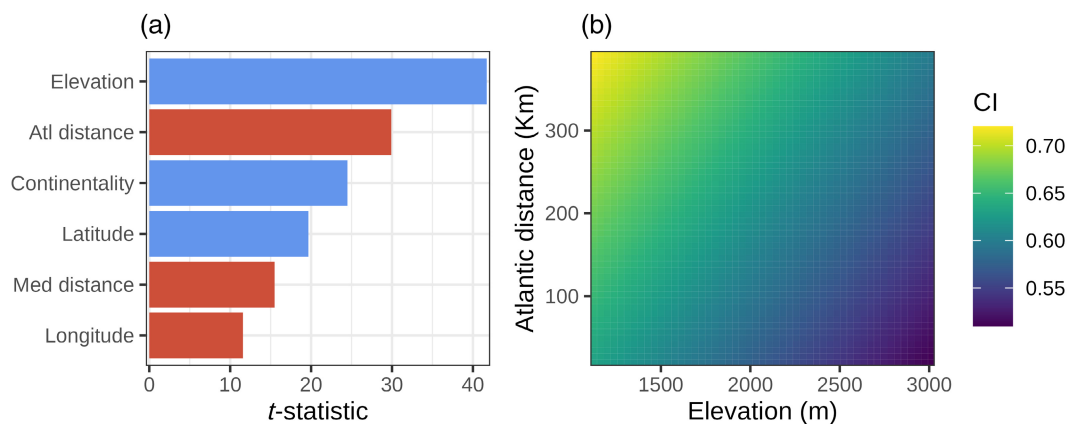 (a)
Elevation
Atl distance
Continentality
Latitude
Med distance
Longitude
0 10 20 30 40
t-statistic
(b)
Atlantic distance (Km)
300
200
100
1500 2000 2500 3000
Elevation (m)
CI
0.70
0.65
0.60
0.55